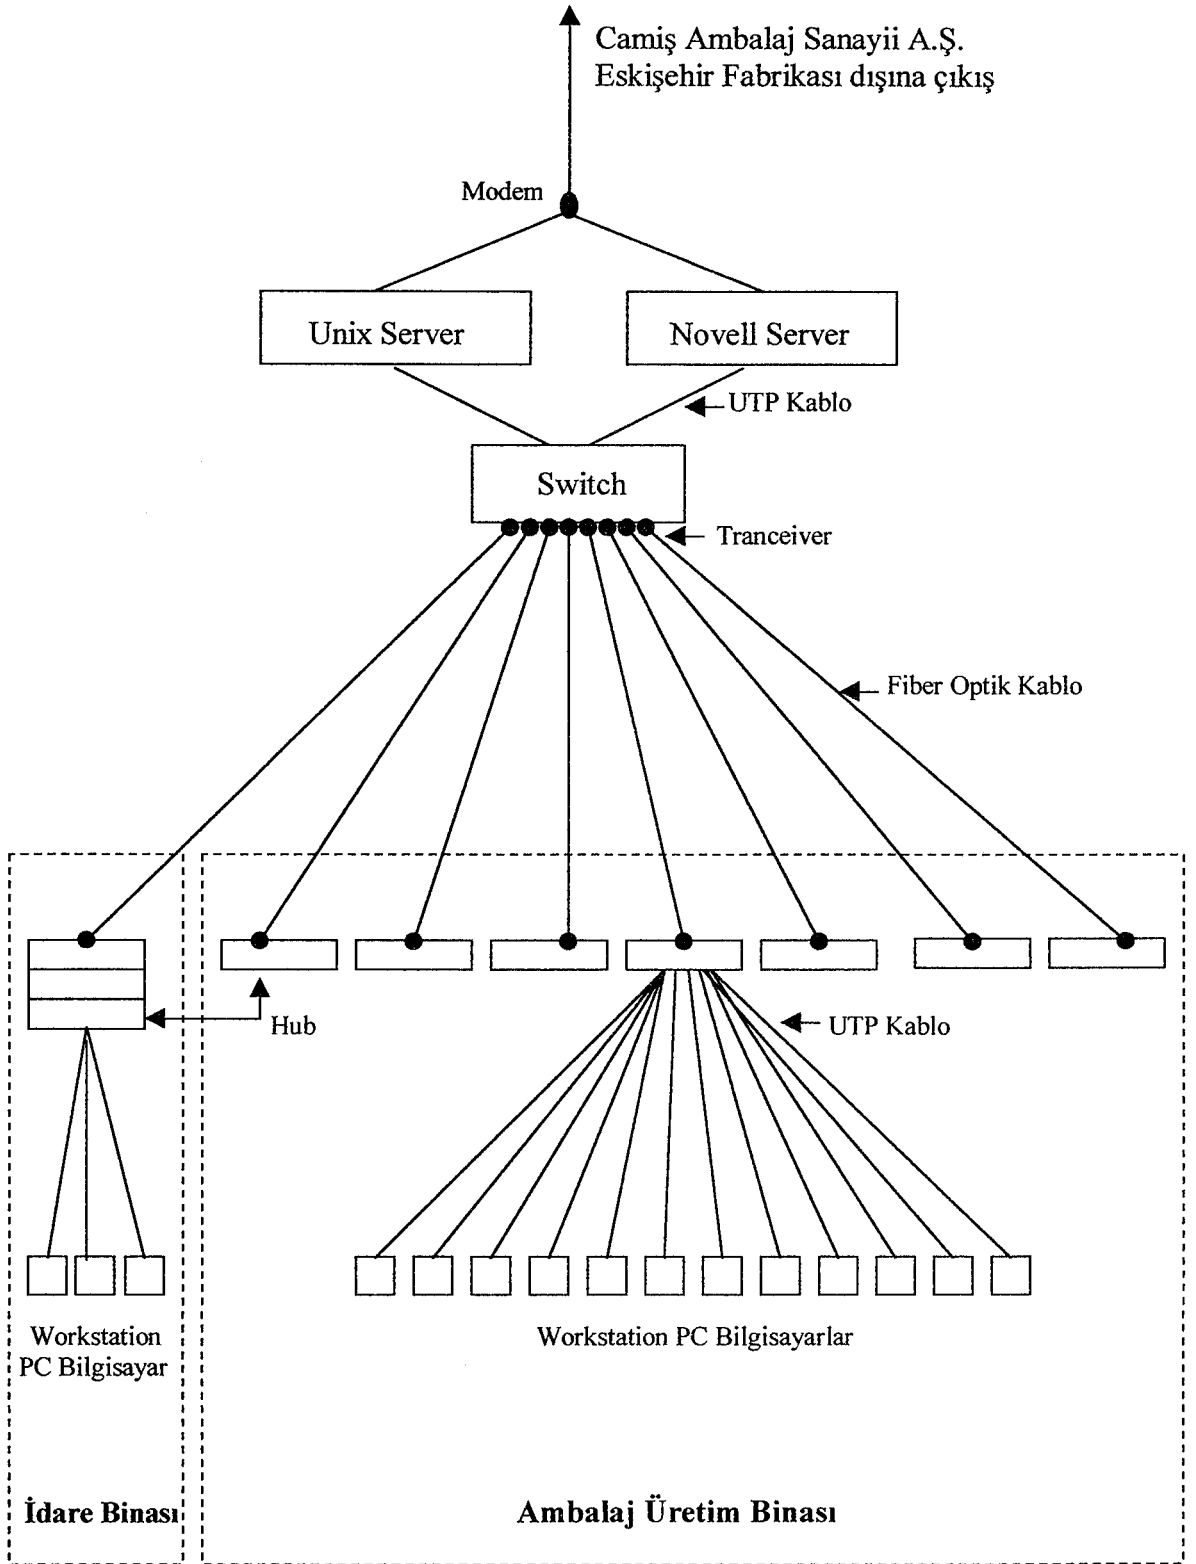 Camiş Ambalaj Sanayii A.Ş.
Eskişehir Fabrikası dışına çıkış
Modem
Unix Server
Novell Server
UTP Kablo
Switch
Tranceiver
Fiber Optik Kablo
Hub
UTP Kablo
Workstation
PC Bilgisayar
Workstation PC Bilgisayarlar
İdare Binası
Ambalaj Üretim Binası